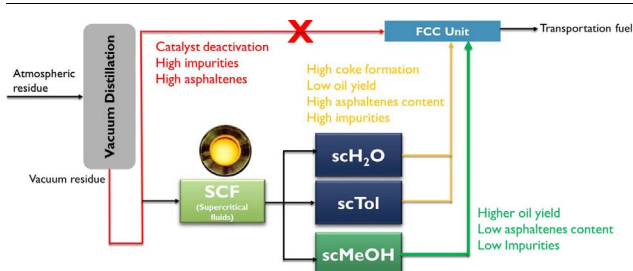 FCC Unit
Transportation fuel
Catalyst deactivation
High impurities
High asphaltenes
Atmospheric
residue
Vacuum Distillation
High coke formation
Low oil yield
High asphaltenes content
High impurities
Vacuum residue
SCF
(Supercritical
fluids)
scH₂O
scTol
scMeOH
Higher oil yield
Low asphaltenes content
Low Impurities